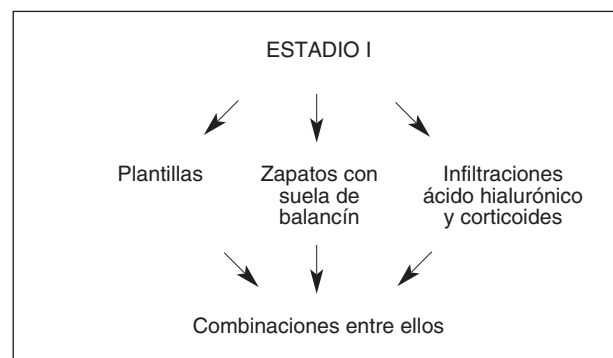 ESTADIO I
Plantillas
Zapatos con
suela de
balancín
Infiltraciones
ácido hialurónico
y corticoides
Combinaciones entre ellos